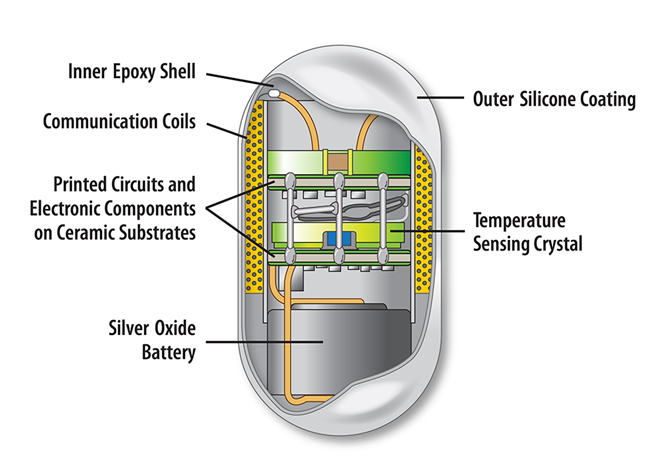 Inner Epoxy Shell
Communication Coils
Printed Circuits and
Electronic Components
on Ceramic Substrates
Silver Oxide
Battery
Outer Silicone Coating
Temperature
Sensing Crystal